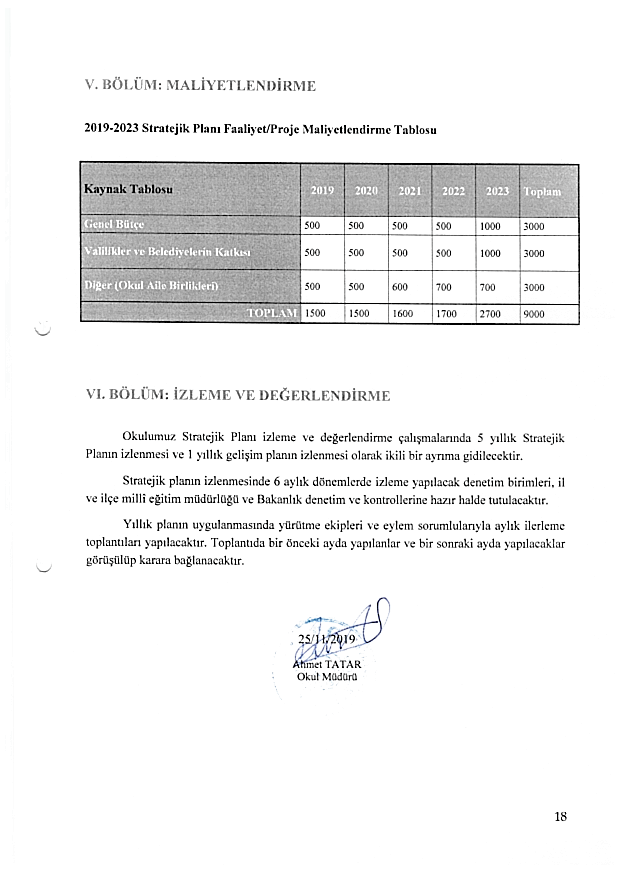 V. BÖLÜM: MALİYETLENDİRME
2019-2023 Stratejik Planı Faaliyet/Proje Maliyetlendirme Tablosu
Kaynak Tablosu 2019 2020 2021 2022 2023 Toplam
Genel Bütçe 500 500 500 500 1000 3000
Valilikler ve Belediyelerin Katkısı 500 500 500 500 1000 3000
Diğer (Okul Aile Birlikleri) 500 500 600 700 700 3000
TOPLAM 1500 1500 1600 1700 2700 9000
VI. BÖLÜM: İZLEME VE DEĞERLENDİRME
Okulumuz Stratejik Planı izleme ve değerlendirme çalışmalarında 5 yıllık Stratejik
Planın izlenmesi ve 1 yıllık gelişim planın izlenmesi olarak ikili bir ayrıma gidilecektir.
Stratejik planın izlenmesinde 6 aylık dönemlerde izleme yapılacak denetim birimleri, il
ve ilçe milli eğitim müdürlüğü ve Bakanlık denetim ve kontrollerine hazır halde tutulacaktır.
Yıllık planın uygulanmasında yürütme ekipleri ve eylem sorumlularıyla aylık ilerleme
toplantıları yapılacaktır. Toplantıda bir önceki ayda yapılanlar ve bir sonraki ayda yapılacaklar
görüşülüp karara bağlanacaktır.
25/11/2019
Ahmet TATAR
Okul Müdürü
18